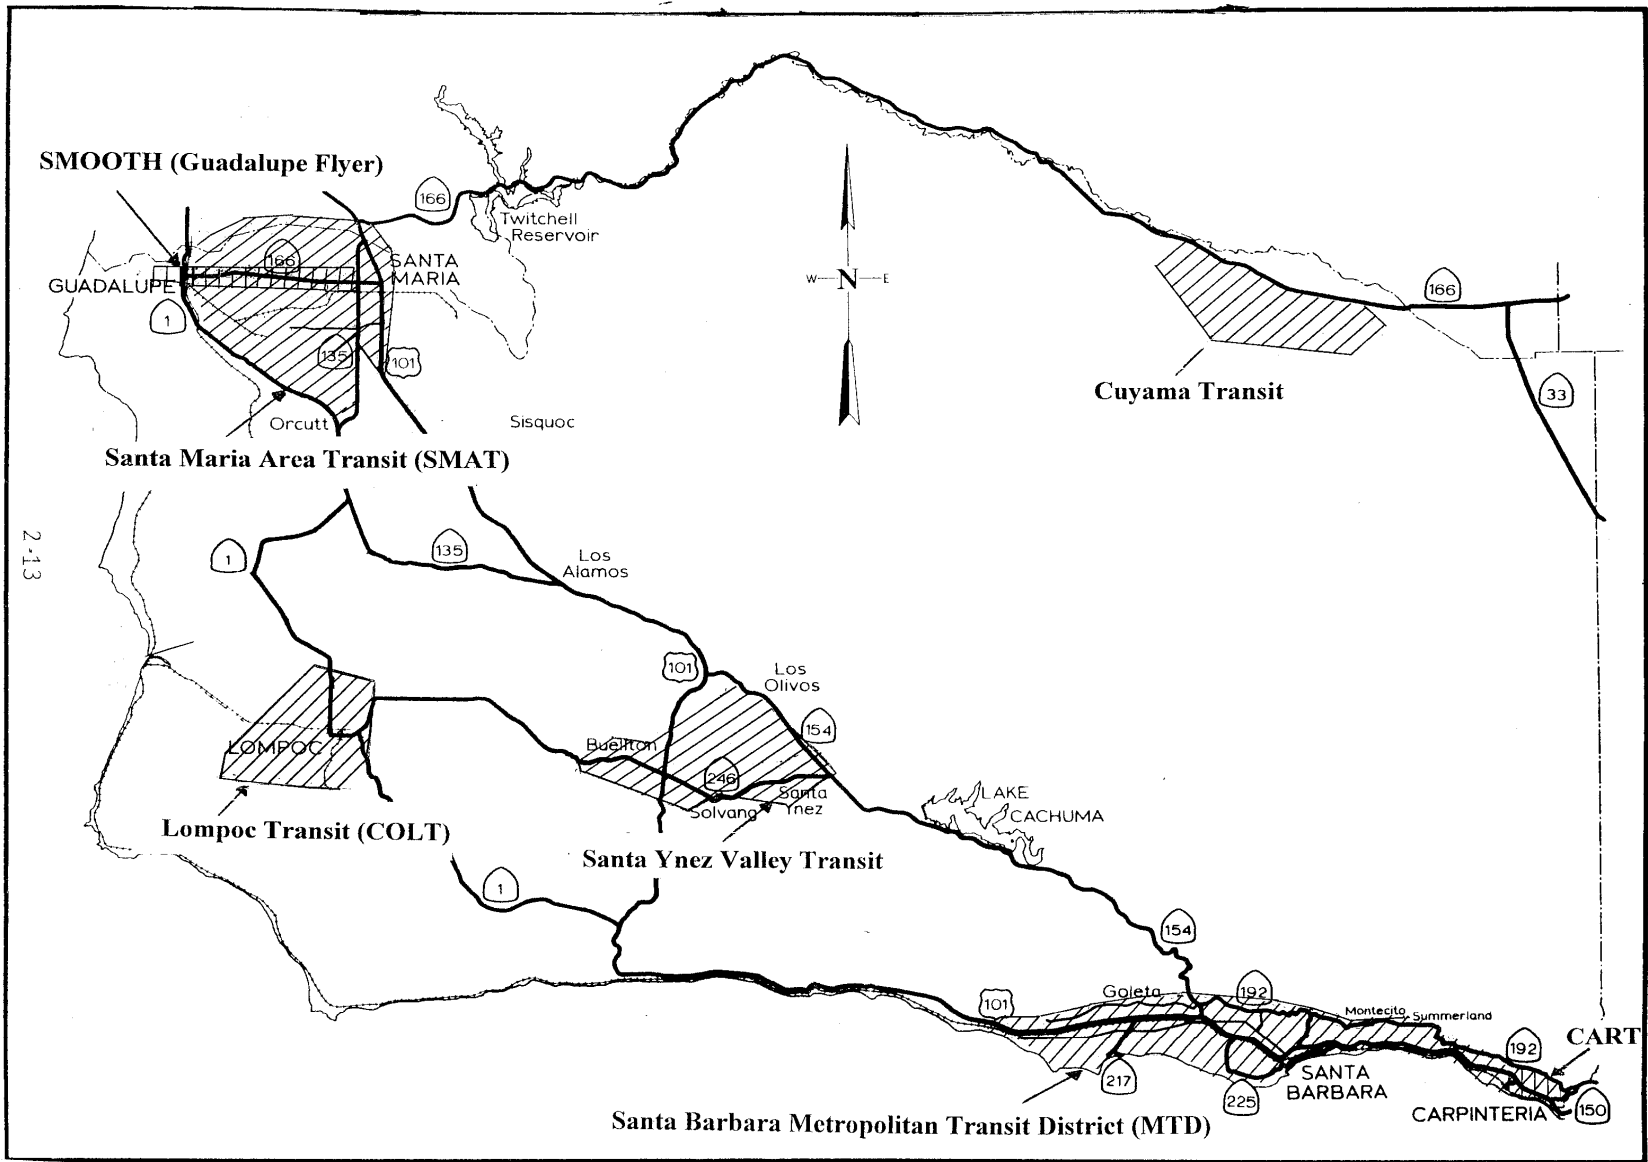 SMOOTH (Guadalupe Flyer)
166
Twitchell
Reservoir
166
SANTA
MARIA
GUADALUPE
1
135
101
Orcutt
Sisquoc
Santa Maria Area Transit (SMAT)
W N E
166
33
Cuyama Transit
2-13
1
135
Los
Alamos
101
Los
Olivos
154
Buellton
246
Santa
Ynez
Solvang
LOMPOC
Lompoc Transit (COLT)
Santa Ynez Valley Transit
LAKE
CACHUMA
1
154
101
Goleta
192
Montecito
Summerland
192
CART
217
225
SANTA
BARBARA
CARPINTERIA
150
Santa Barbara Metropolitan Transit District (MTD)